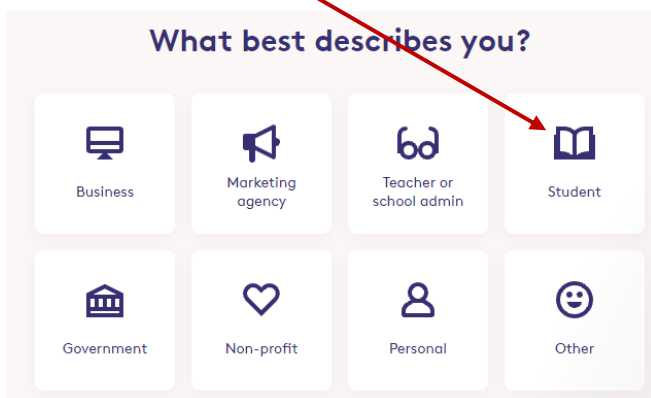 What best describes you?
Business
Marketing
agency
Teacher or
school admin
Student
Government
Non-profit
Personal
Other